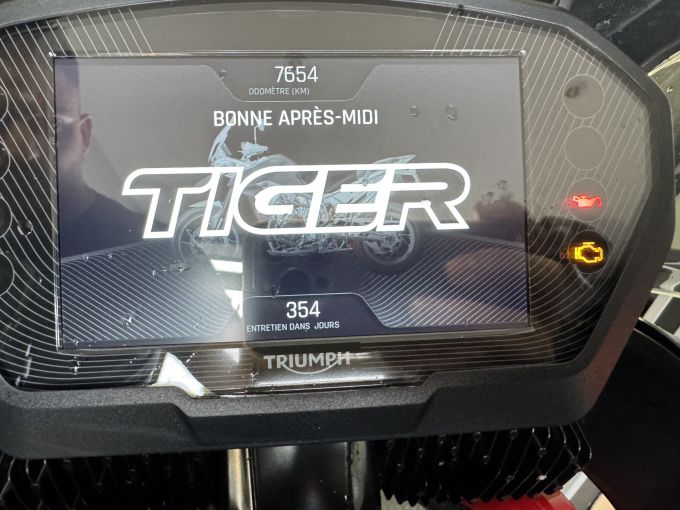 7654
ODOMÈTRE (KM)
BONNE APRÈS-MIDI
TIGER
354
ENTRETIEN DANS JOURS
TRIUMPH